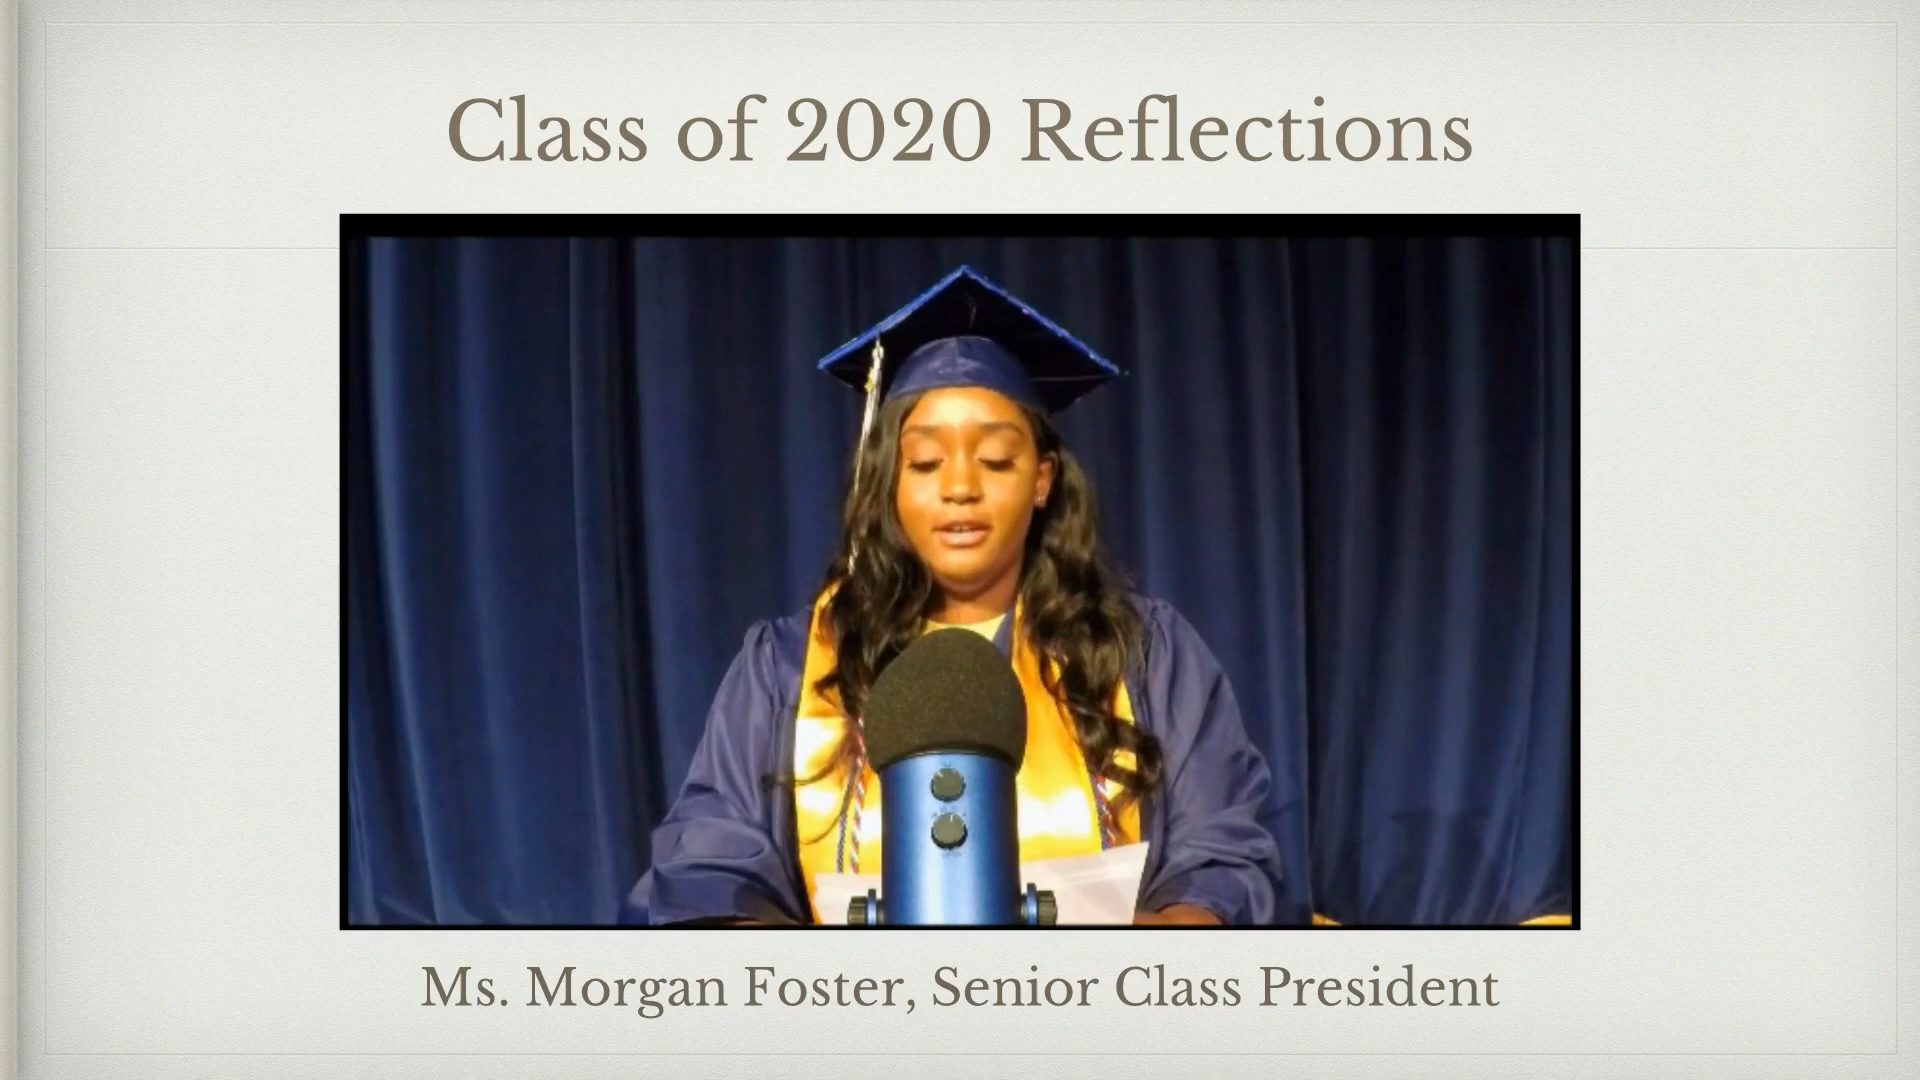 Class of 2020 Reflections
Ms. Morgan Foster, Senior Class President